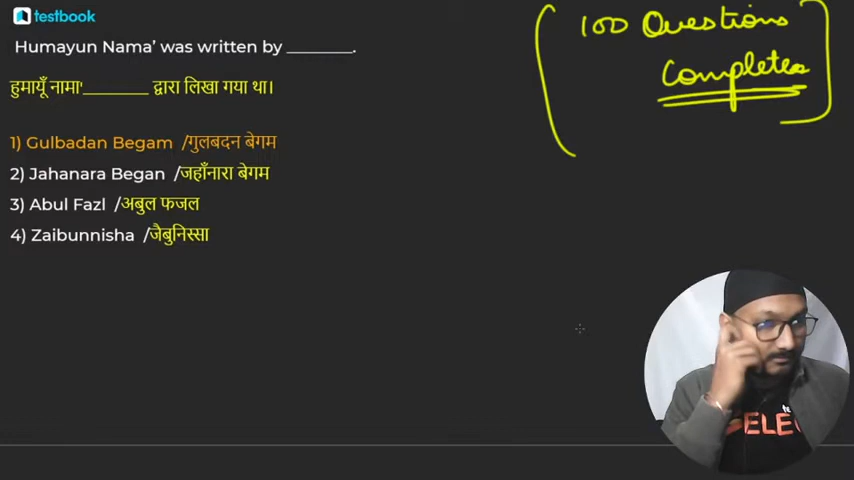 testbook
Humayun Nama' was written by ________.
हुमायूँ नामा'________ द्वारा लिखा गया था।
1) Gulbadan Begam /गुलबदन बेगम
2) Jahanara Began /जहाँनारा बेगम
3) Abul Fazl /अबुल फजल
4) Zaibunnisha /जैबुनिस्सा
100 Questions
Completed